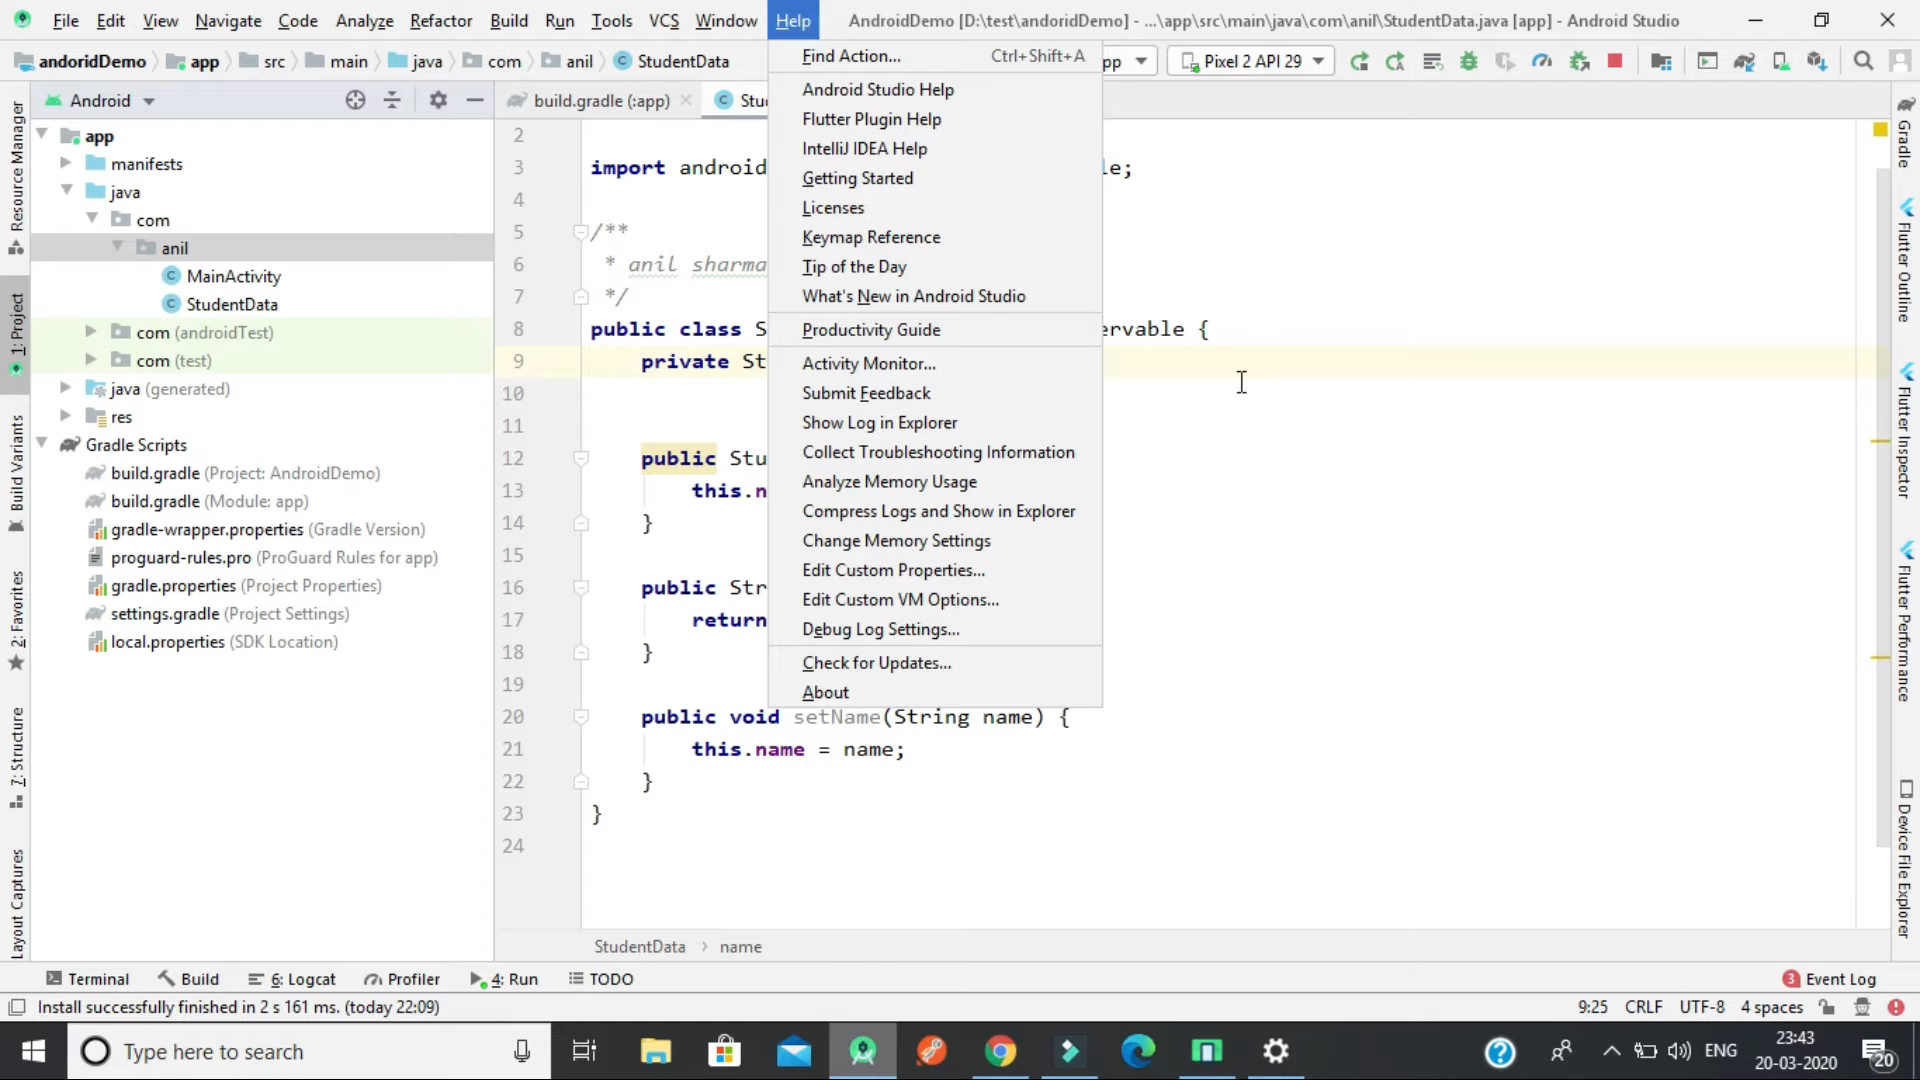 File Edit View Navigate Code Analyze Refactor Build Run Tools VCS Window Help AndroidDemo [D:\test\andoridDemo] - ...\app\src\main\java\com\anil\StudentData.java [app] - Android Studio
andoridDemo app src main java com anil StudentData
pp Pixel 2 API 29
Find Action... Ctrl+Shift+A
Android Studio Help
Flutter Plugin Help
IntelliJ IDEA Help
Getting Started
Licenses
Keymap Reference
Tip of the Day
What's New in Android Studio
Productivity Guide
Activity Monitor...
Submit Feedback
Show Log in Explorer
Collect Troubleshooting Information
Analyze Memory Usage
Compress Logs and Show in Explorer
Change Memory Settings
Edit Custom Properties...
Edit Custom VM Options...
Debug Log Settings...
Check for Updates...
About
Resource Manager
1: Project
Build Variants
2: Favorites
7: Structure
Layout Captures
Android
app
manifests
java
com
anil
MainActivity
StudentData
com (androidTest)
com (test)
java (generated)
res
Gradle Scripts
build.gradle (Project: AndroidDemo)
build.gradle (Module: app)
gradle-wrapper.properties (Gradle Version)
proguard-rules.pro (ProGuard Rules for app)
gradle.properties (Project Properties)
settings.gradle (Project Settings)
local.properties (SDK Location)
build.gradle (:app) Stu
2
3 import android le;
4
5 /**
6 * anil sharma
7 */
8 public class S ervable {
9 private St
10
11
12 public Stu
13 this.n
14 }
15
16 public Str
17 return
18 }
19
20 public void setName(String name) {
21 this.name = name;
22 }
23 }
24
StudentData name
Gradle
Flutter Outline
Flutter Inspector
Flutter Performance
Device File Explorer
Terminal Build 6: Logcat Profiler 4: Run TODO 3 Event Log
Install successfully finished in 2 s 161 ms. (today 22:09) 9:25 CRLF UTF-8 4 spaces
Type here to search ENG 23:43
20-03-2020 20